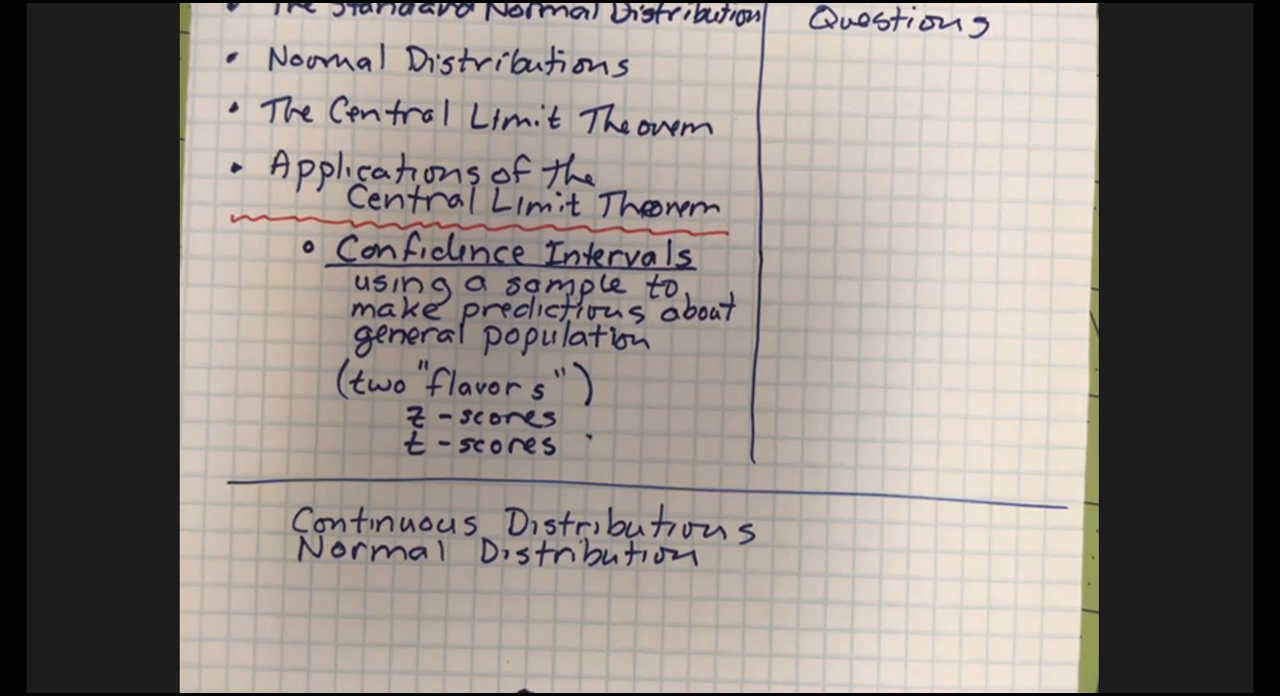 • The Standard Normal Distribution
Questions
• Normal Distributions
• The Central Limit Theorem
• Applications of the
Central Limit Theorem
• Confidence Intervals
using a sample to
make predictions about
general population
(two "flavors")
z - scores
t - scores
Continuous Distributions
Normal Distribution